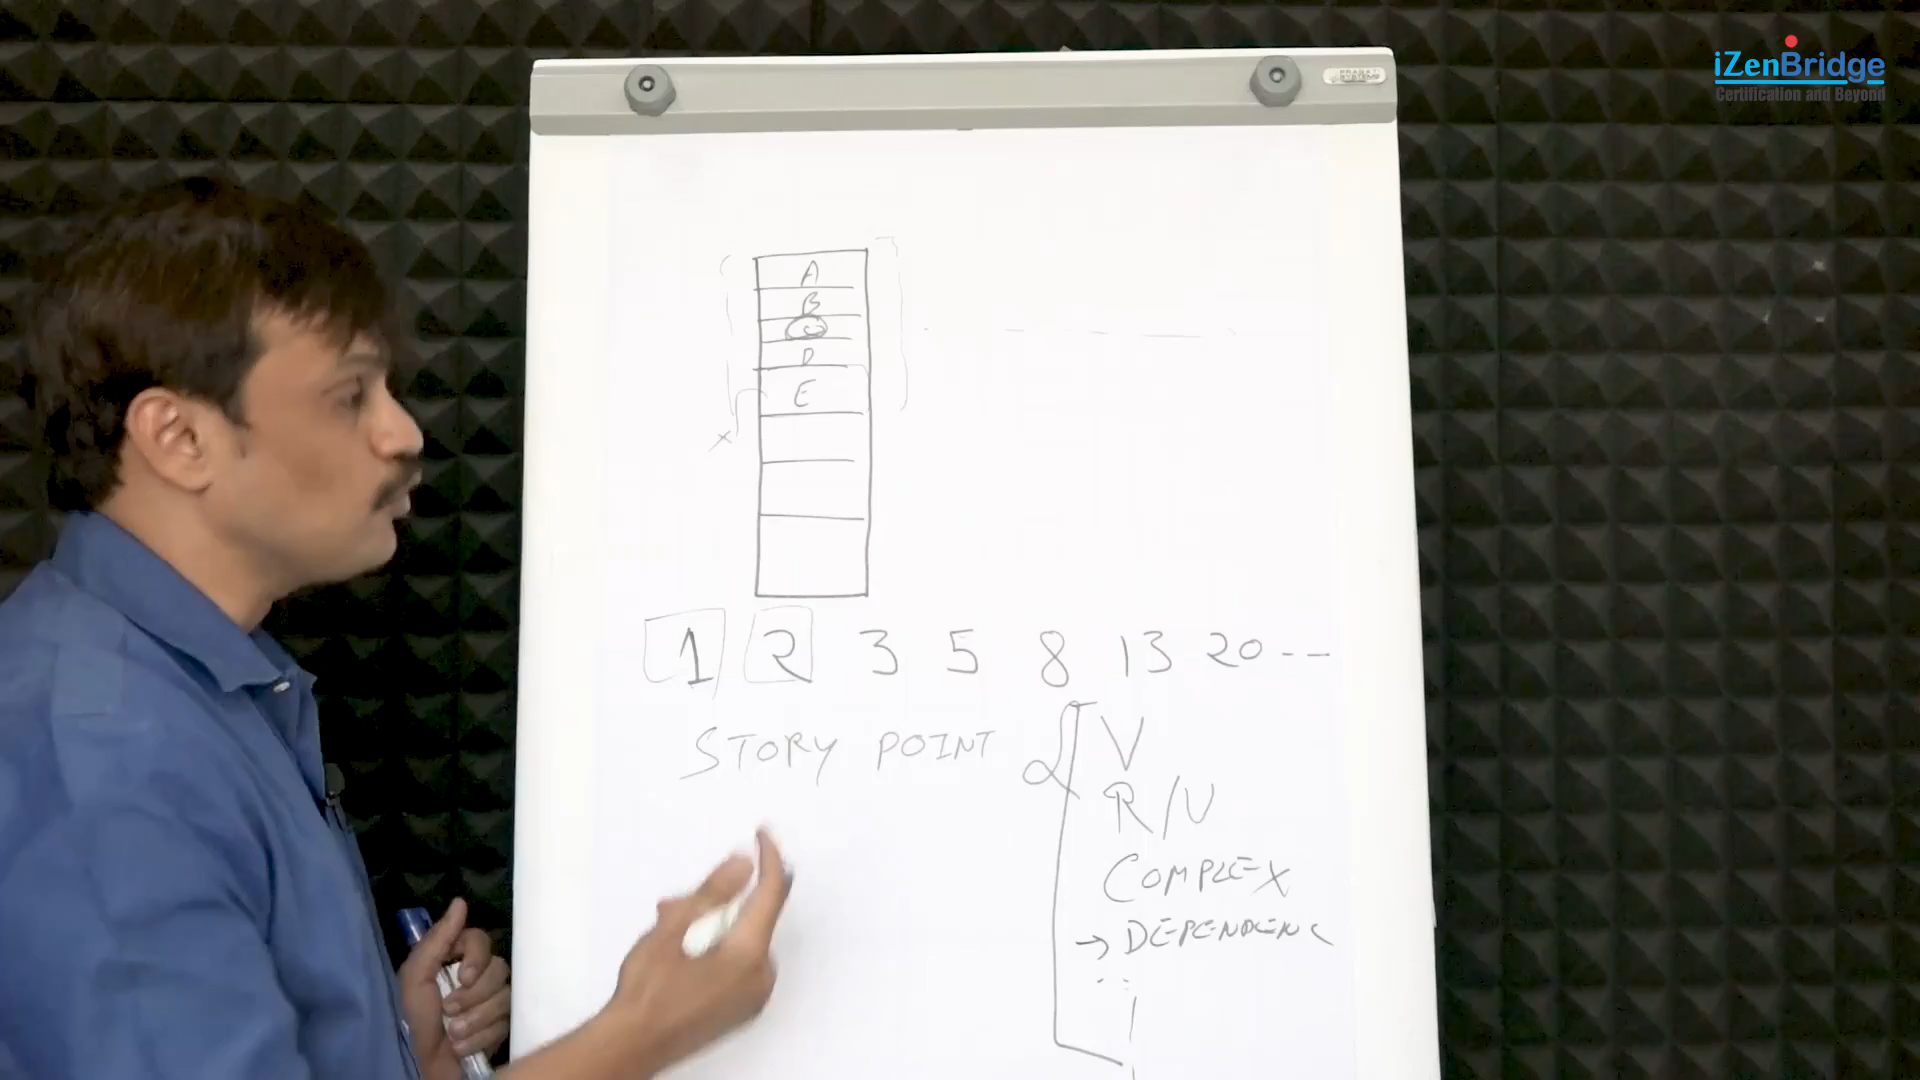 iZenBridge
Certification and Beyond
A
B
C
D
E
1 2 3 5 8 13 20 --
STORY POINT
V
R/U
COMPLEX
→ DEPENDENC